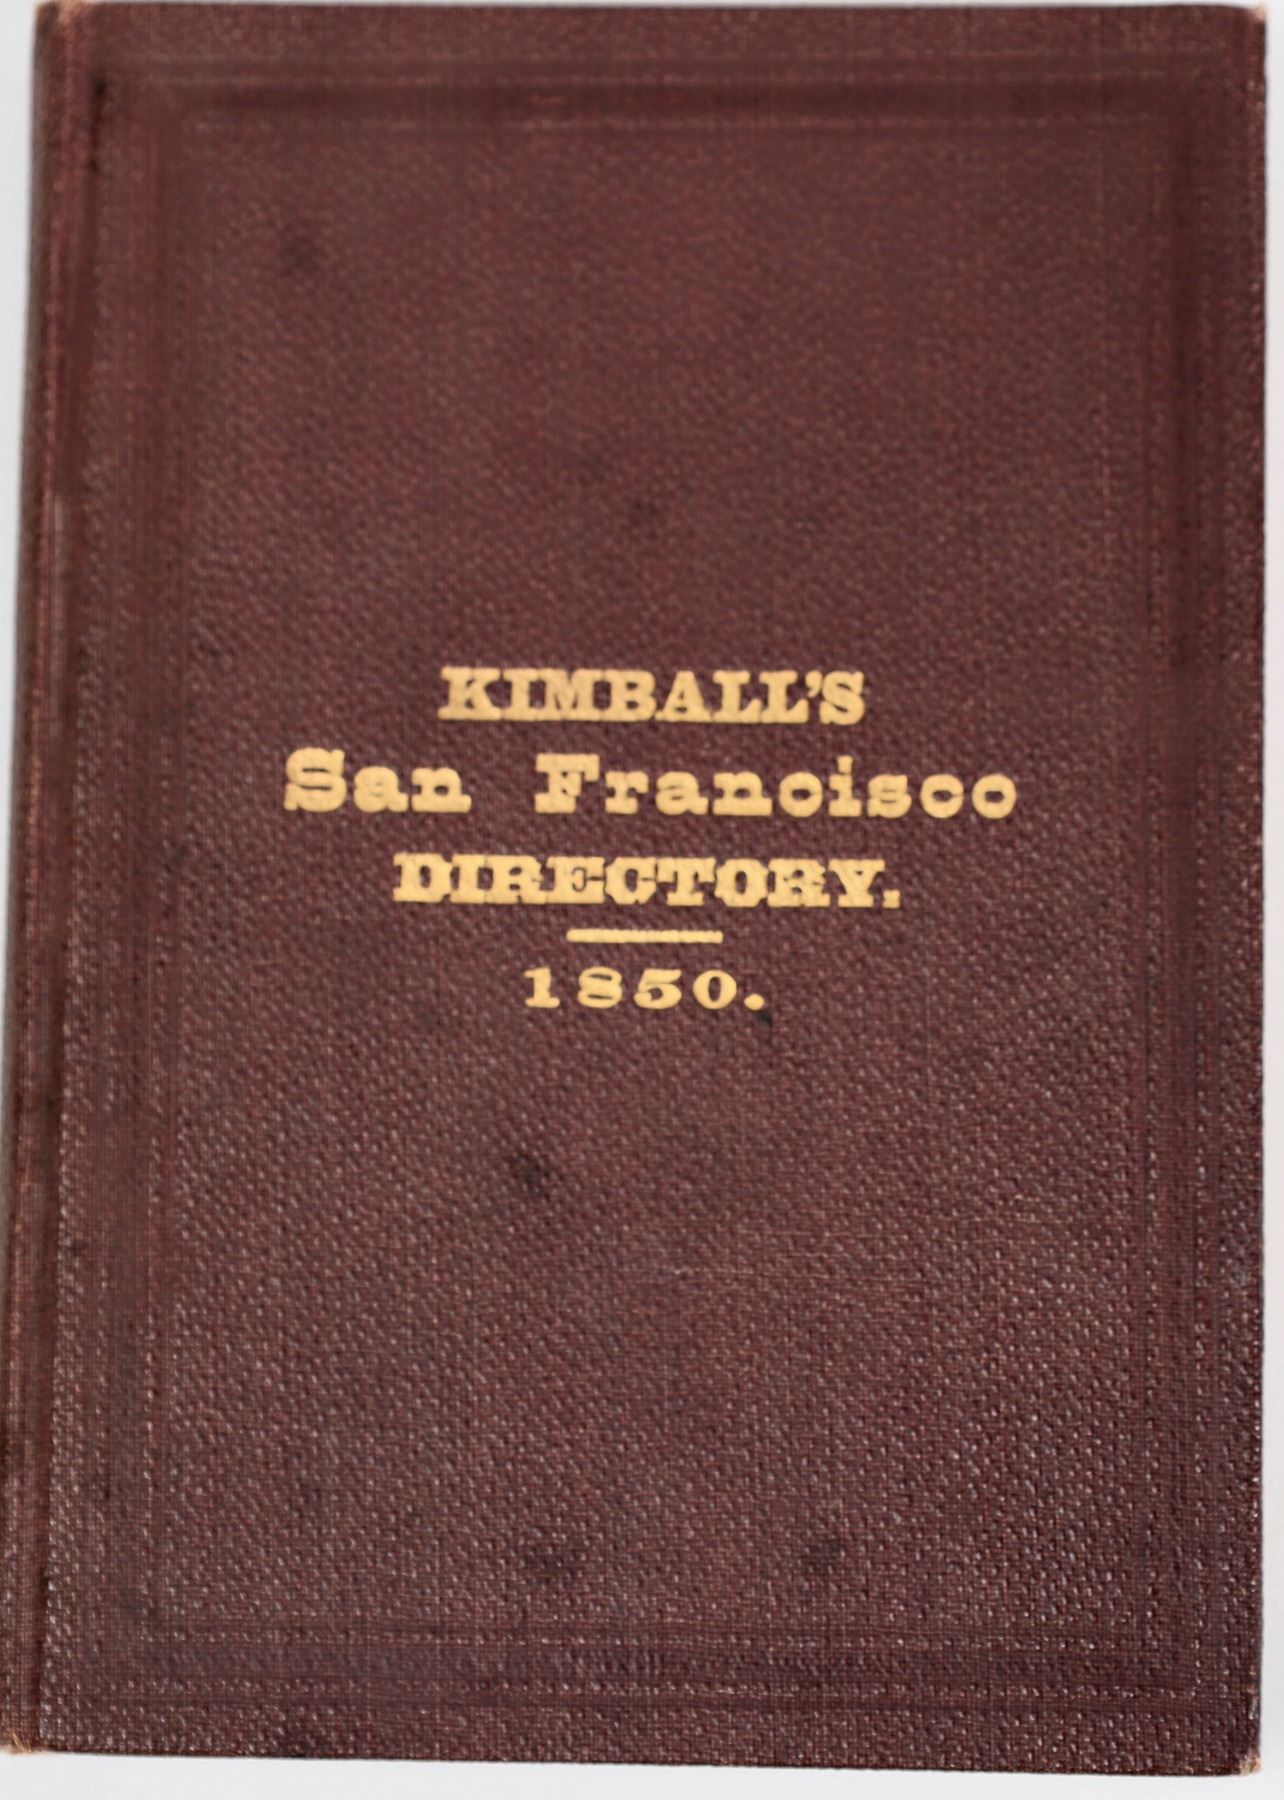 KIMBALL'S
San Francisco
DIRECTORY.
1850.